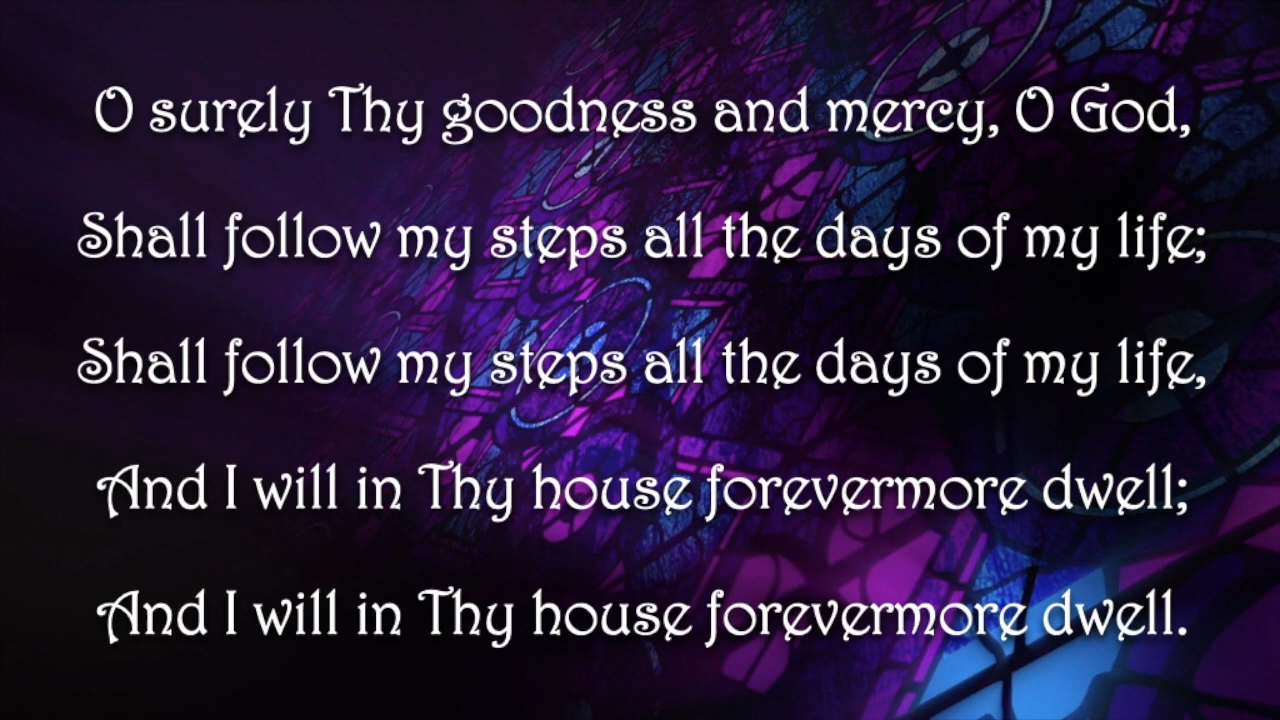 O surely Thy goodness and mercy, O God,
Shall follow my steps all the days of my life;
Shall follow my steps all the days of my life,
And I will in Thy house forevermore dwell;
And I will in Thy house forevermore dwell.